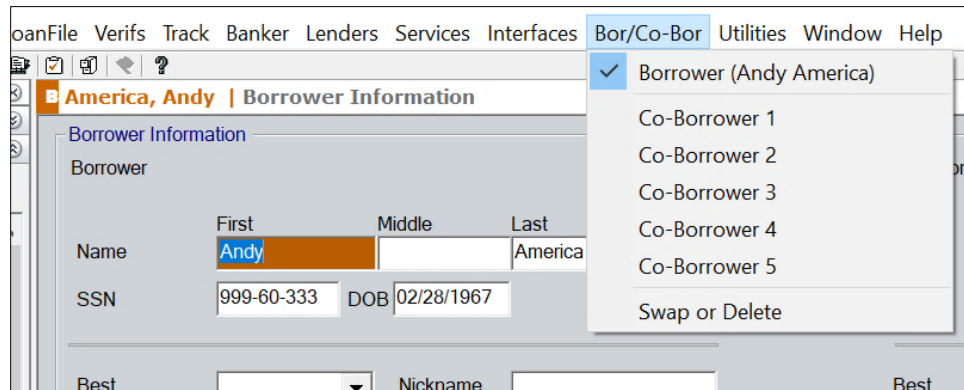 oanFile Verifs Track Banker Lenders Services Interfaces Bor/Co-Bor Utilities Window Help
B America, Andy | Borrower Information
Borrower (Andy America)
Co-Borrower 1
Co-Borrower 2
Co-Borrower 3
Co-Borrower 4
Co-Borrower 5
Swap or Delete
Borrower Information
Borrower
First Middle Last
Name Andy America
SSN 999-60-333 DOB 02/28/1967
Best Nickname Best